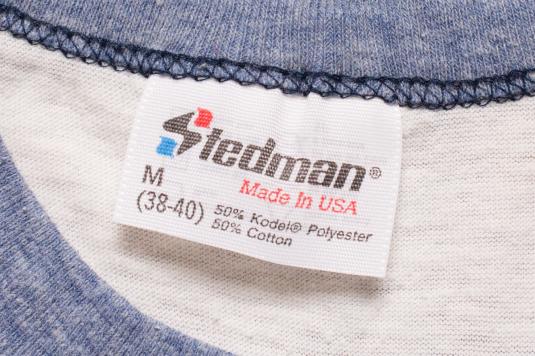 Stedman®
Made In USA
M
(38-40)
50% Kodel® Polyester
50% Cotton